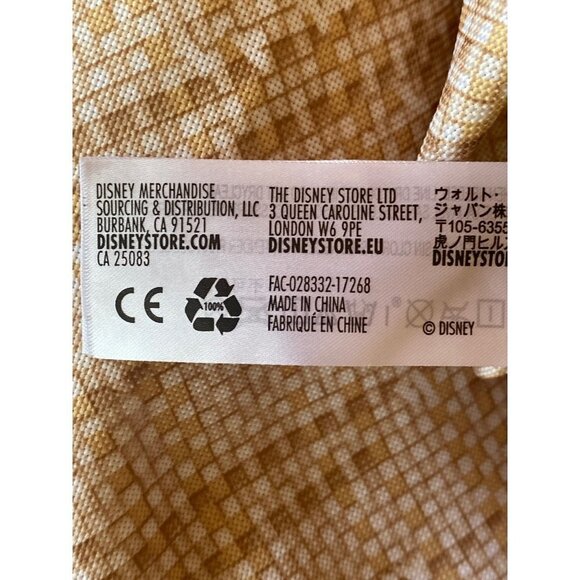 DISNEY MERCHANDISE
SOURCING & DISTRIBUTION, LLC
BURBANK, CA 91521
DISNEYSTORE.COM
CA 25083
THE DISNEY STORE LTD
3 QUEEN CAROLINE STREET,
LONDON W6 9PE
DISNEYSTORE.EU
ウォルト・
ジャパン株
〒105-6355
虎ノ門ヒル
DISNEYSTO
CE
100%
FAC-028332-17268
MADE IN CHINA
FABRIQUÉ EN CHINE
© DISNEY